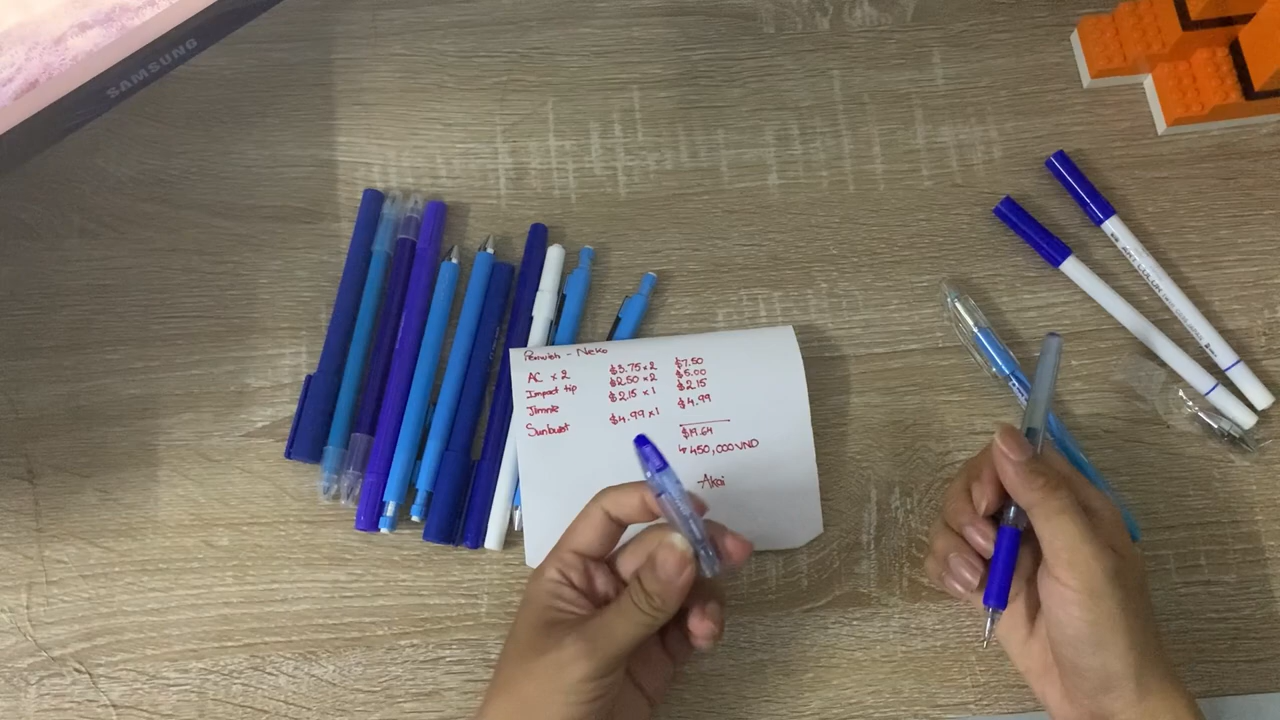 SAMSUNG
Penwish - Neko
AC x 2 $3.75 x 2 $7.50
Impact tip $2.50 x 2 $5.00
Jimnie $2.15 x 1 $2.15
Sunburst $4.99 x 1 $4.99
$19.64
↳ 450,000 VND
Akai
ART COLOR